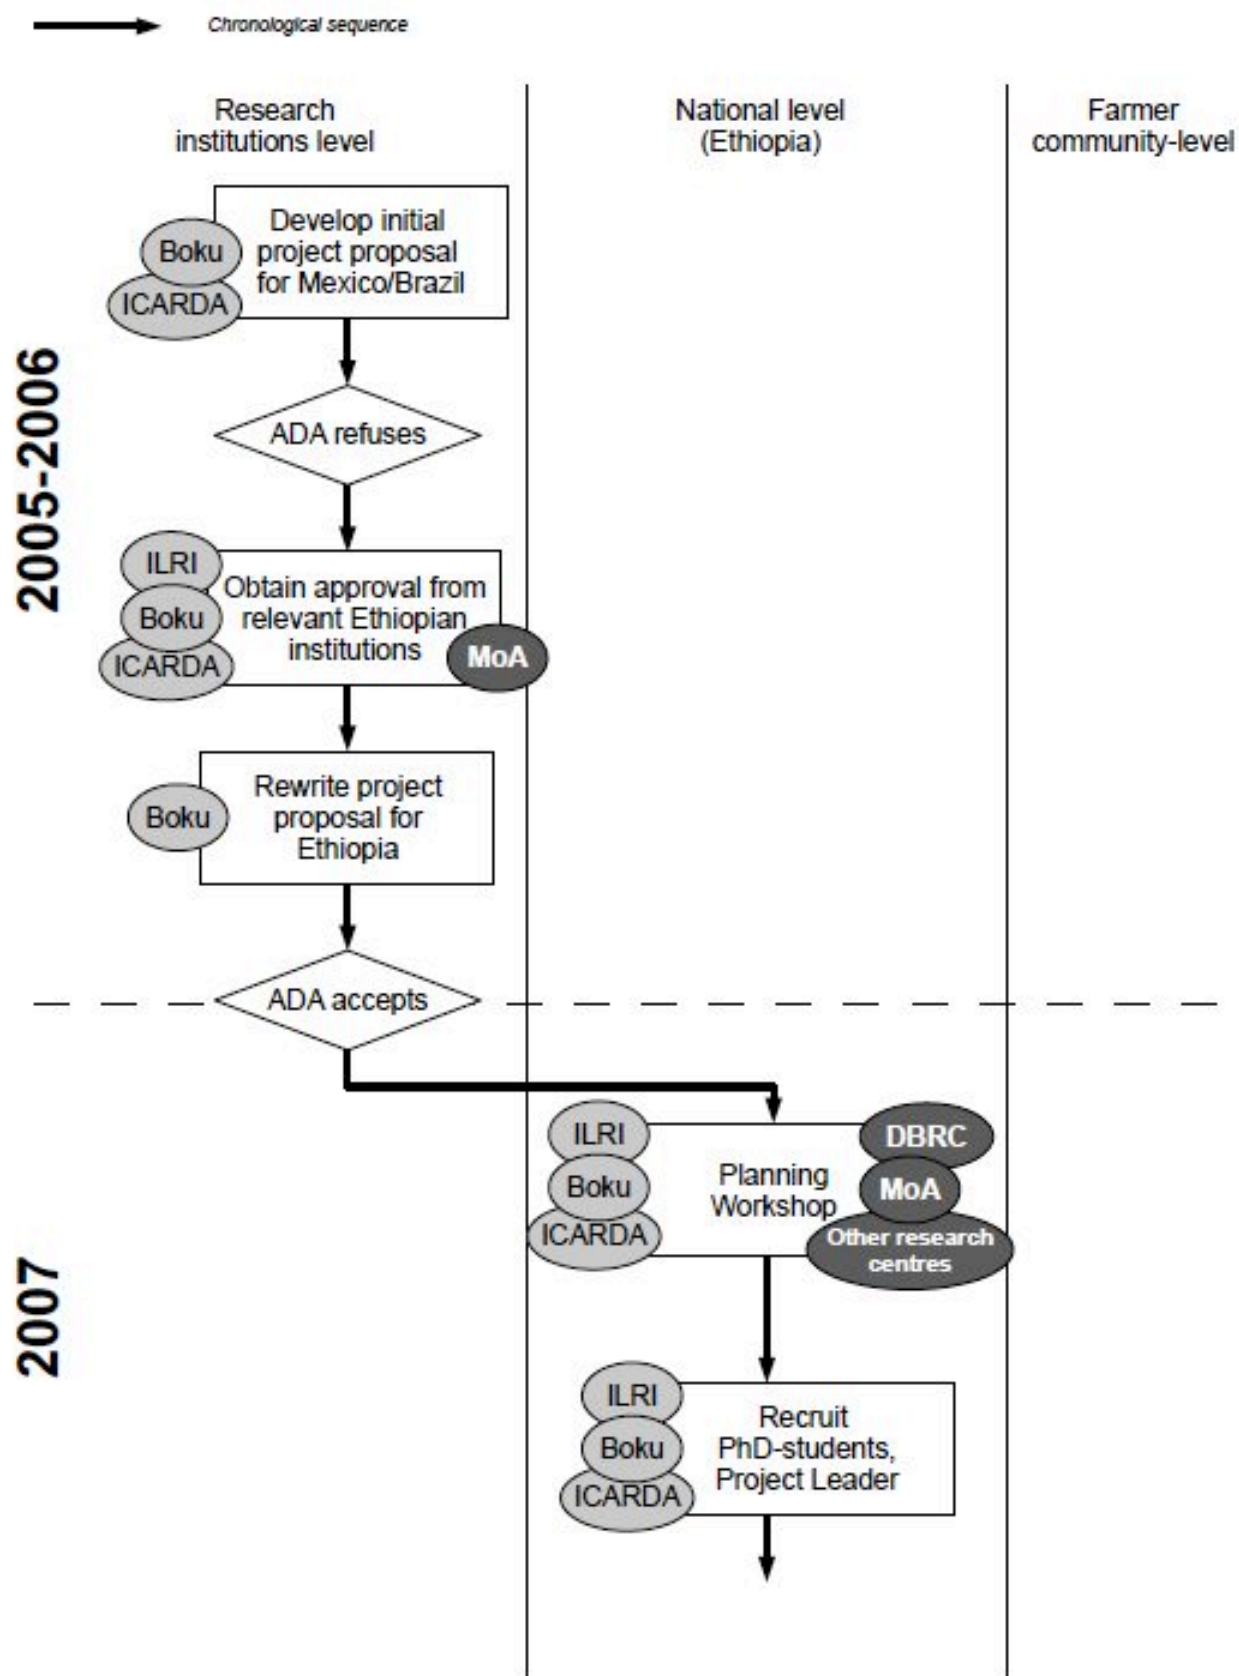 Chronological sequence
Research
institutions level
National level
(Ethiopia)
Farmer
community-level
2005-2006
Develop initial
project proposal
for Mexico/Brazil
Boku
ICARDA
ADA refuses
ILRI
Boku
ICARDA
Obtain approval from
relevant Ethiopian
institutions
MoA
Boku
Rewrite project
proposal for
Ethiopia
ADA accepts
2007
ILRI
Boku
ICARDA
Planning
Workshop
DBRC
MoA
Other research
centres
ILRI
Boku
ICARDA
Recruit
PhD-students,
Project Leader